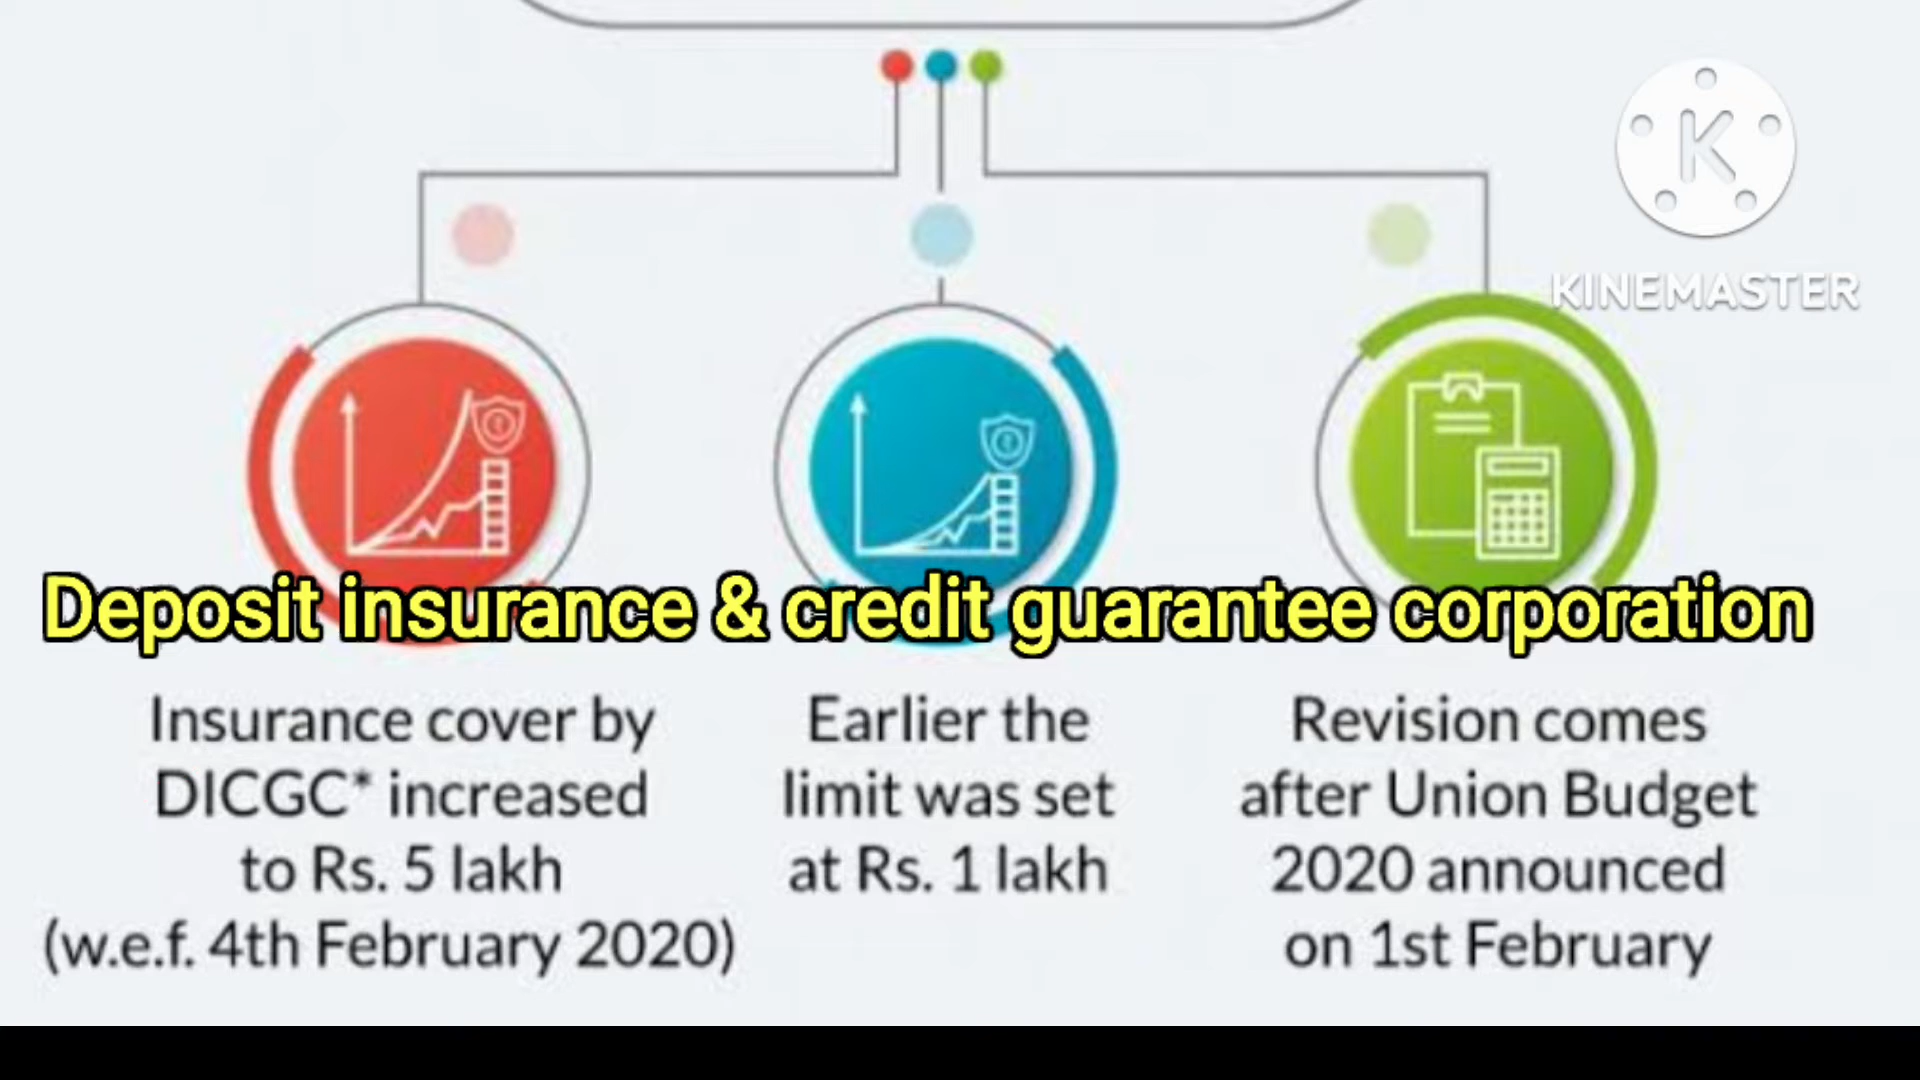 K
KINEMASTER
Deposit insurance & credit guarantee corporation
Insurance cover by
DICGC* increased
to Rs. 5 lakh
(w.e.f. 4th February 2020)
Earlier the
limit was set
at Rs. 1 lakh
Revision comes
after Union Budget
2020 announced
on 1st February